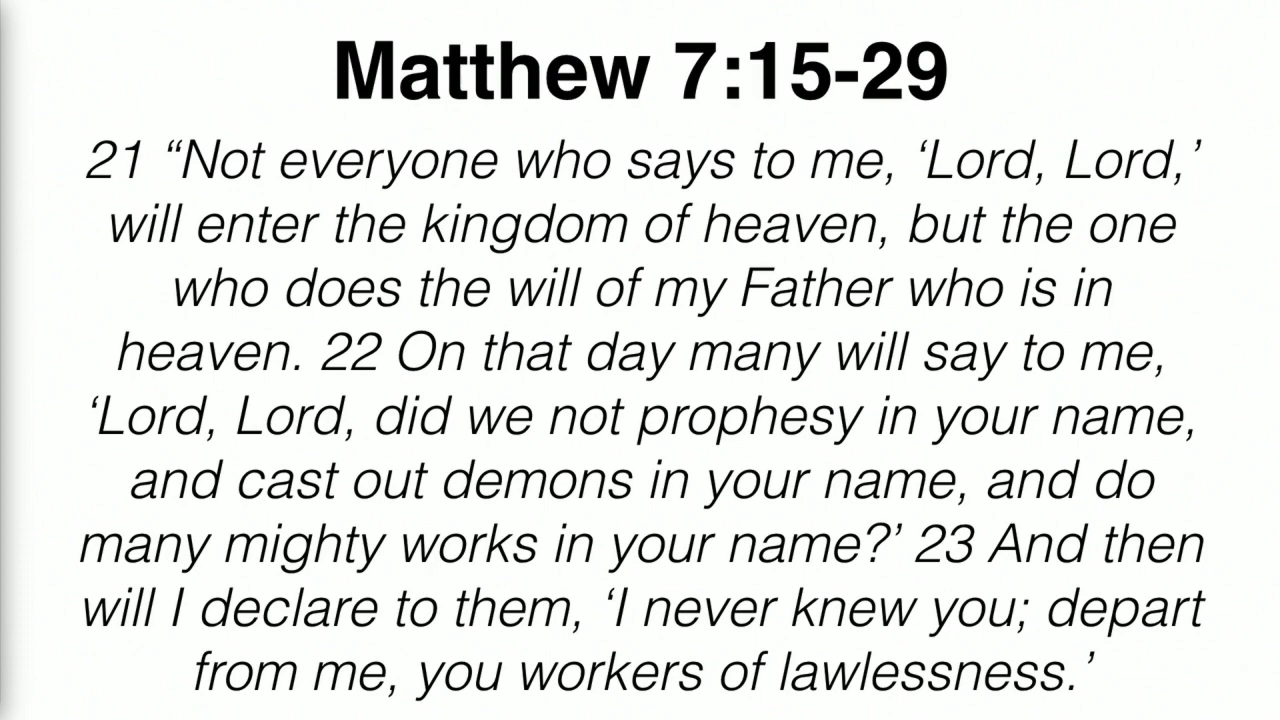 Matthew 7:15-29
21 “Not everyone who says to me, ‘Lord, Lord,’
will enter the kingdom of heaven, but the one
who does the will of my Father who is in
heaven. 22 On that day many will say to me,
‘Lord, Lord, did we not prophesy in your name,
and cast out demons in your name, and do
many mighty works in your name?’ 23 And then
will I declare to them, ‘I never knew you; depart
from me, you workers of lawlessness.’